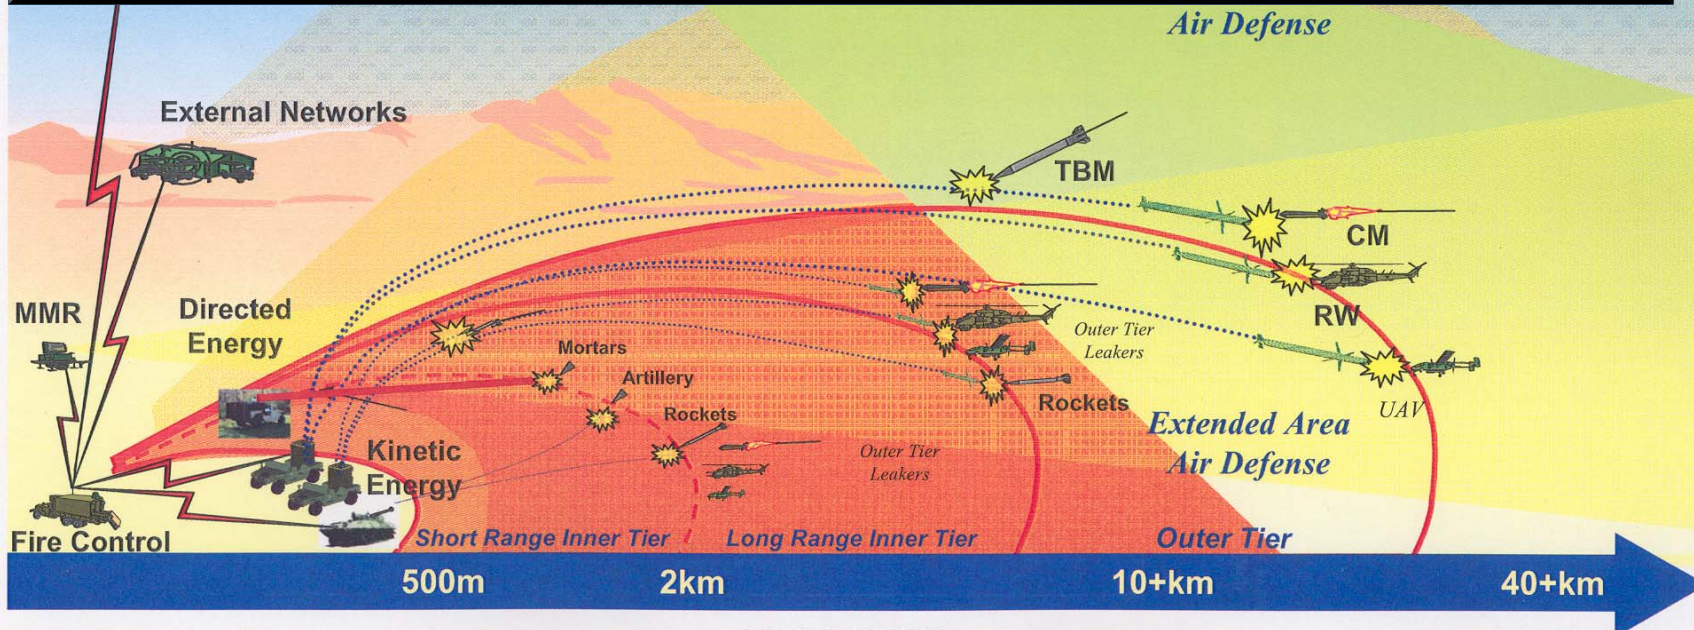 Air Defense
External Networks
TBM
CM
MMR
Directed
Energy
RW
Outer Tier
Leakers
Mortars
Artillery
Rockets
Rockets
UAV
Extended Area
Air Defense
Kinetic
Energy
Outer Tier
Leakers
Fire Control
Short Range Inner Tier
Long Range Inner Tier
Outer Tier
500m
2km
10+km
40+km